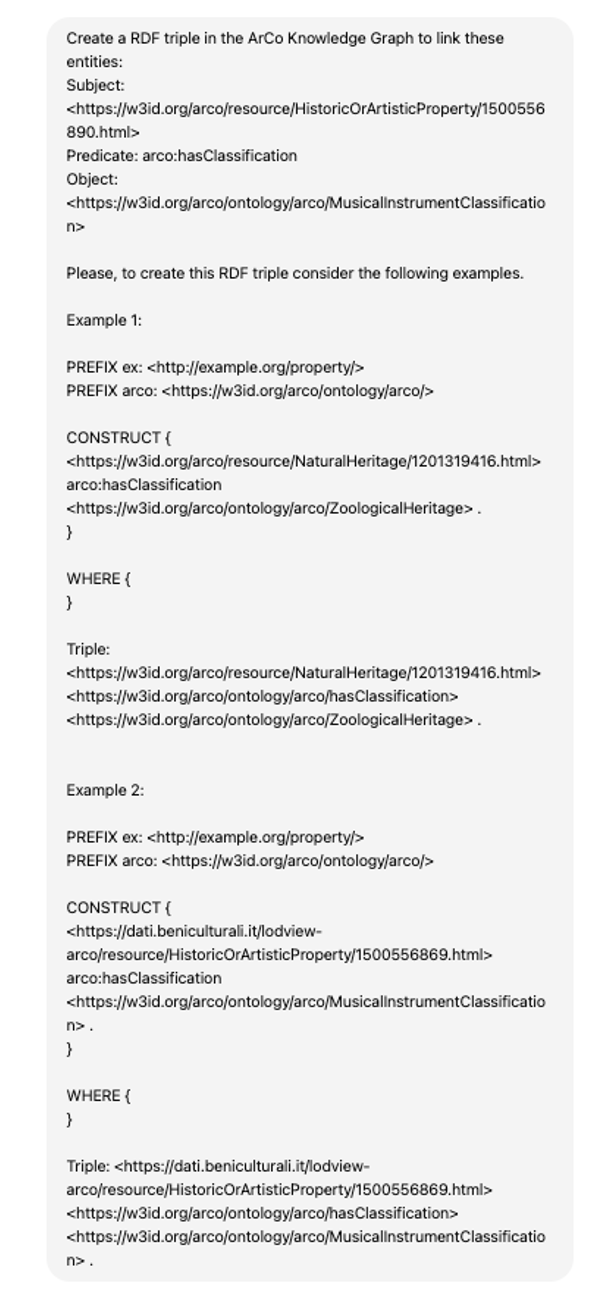 Create a RDF triple in the ArCo Knowledge Graph to link these
entities:
Subject:
<https://w3id.org/arco/resource/HistoricOrArtisticProperty/1500556
890.html>
Predicate: arco:hasClassification
Object:
<https://w3id.org/arco/ontology/arco/MusicalInstrumentClassificatio
n>
Please, to create this RDF triple consider the following examples.
Example 1:
PREFIX ex: <http://example.org/property/>
PREFIX arco: <https://w3id.org/arco/ontology/arco/>
CONSTRUCT {
<https://w3id.org/arco/resource/NaturalHeritage/1201319416.html>
arco:hasClassification
<https://w3id.org/arco/ontology/arco/ZoologicalHeritage> .
}
WHERE {
}
Triple:
<https://w3id.org/arco/resource/NaturalHeritage/1201319416.html>
<https://w3id.org/arco/ontology/arco/hasClassification>
<https://w3id.org/arco/ontology/arco/ZoologicalHeritage> .
Example 2:
PREFIX ex: <http://example.org/property/>
PREFIX arco: <https://w3id.org/arco/ontology/arco/>
CONSTRUCT {
<https://dati.beniculturali.it/lodview-
arco/resource/HistoricOrArtisticProperty/1500556869.html>
arco:hasClassification
<https://w3id.org/arco/ontology/arco/MusicalInstrumentClassificatio
n> .
}
WHERE {
}
Triple: <https://dati.beniculturali.it/lodview-
arco/resource/HistoricOrArtisticProperty/1500556869.html>
<https://w3id.org/arco/ontology/arco/hasClassification>
<https://w3id.org/arco/ontology/arco/MusicalInstrumentClassificatio
n> .